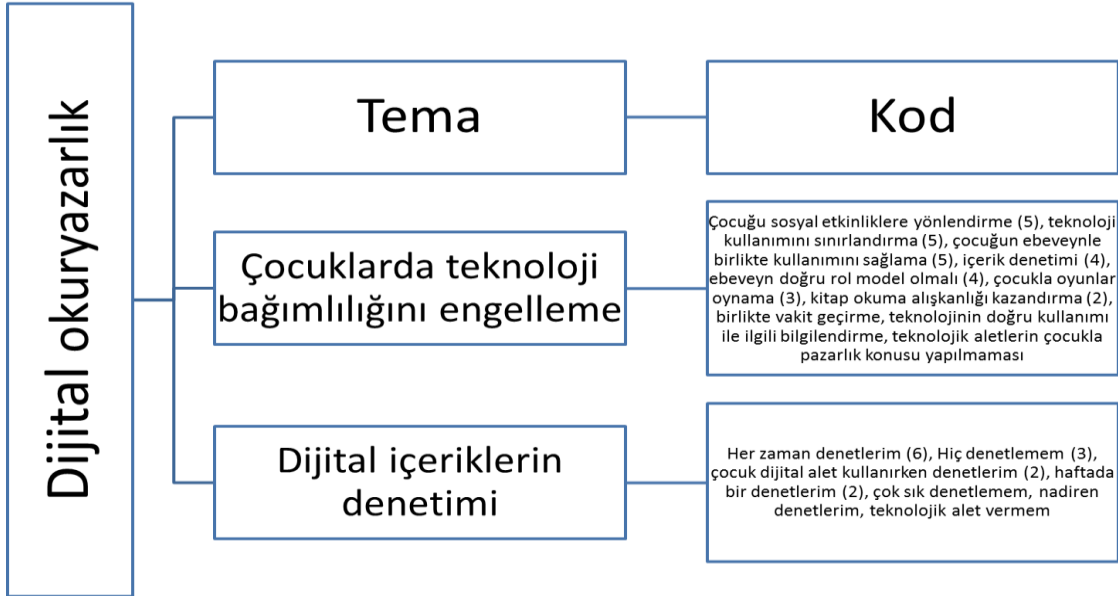 Dijital okuryazarlık
Tema
Kod
Çocuklarda teknoloji
bağımlılığını engelleme
Çocuğu sosyal etkinliklere yönlendirme (5), teknoloji
kullanımını sınırlandırma (5), çocuğun ebeveynle
birlikte kullanımını sağlama (5), içerik denetimi (4),
ebeveyn doğru rol model olmalı (4), çocukla oyunlar
oynama (3), kitap okuma alışkanlığı kazandırma (2),
birlikte vakit geçirme, teknolojinin doğru kullanımı
ile ilgili bilgilendirme, teknolojik aletlerin çocukla
pazarlık konusu yapılmaması
Dijital içeriklerin
denetimi
Her zaman denetlerim (6), Hiç denetlemem (3),
çocuk dijital alet kullanırken denetlerim (2), haftada
bir denetlerim (2), çok sık denetlemem, nadiren
denetlerim, teknolojik alet vermem